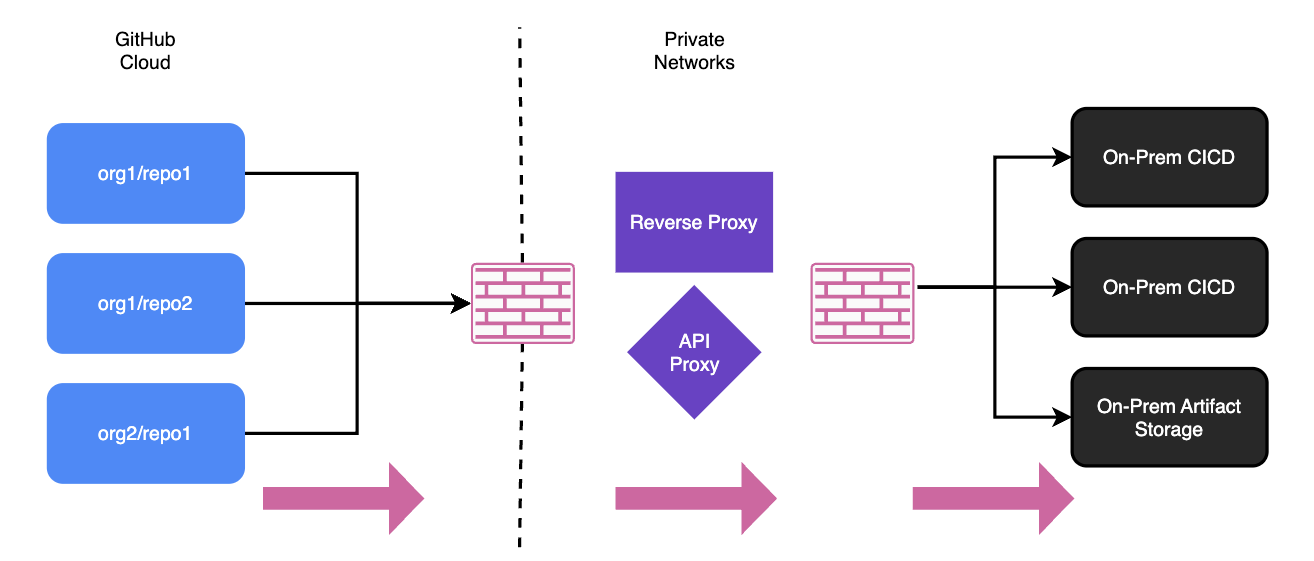 GitHub
Cloud
Private
Networks
org1/repo1
org1/repo2
org2/repo1
Reverse Proxy
API
Proxy
On-Prem CICD
On-Prem CICD
On-Prem Artifact
Storage